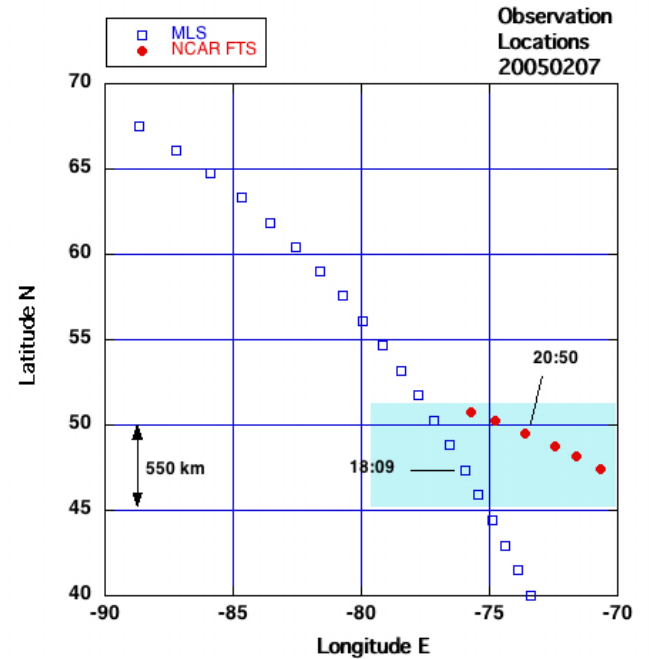 MLS
NCAR FTS
Observation
Locations
20050207
70
65
60
55
50
45
40
Latitude N
20:50
18:09
550 km
-90
-85
-80
-75
-70
Longitude E